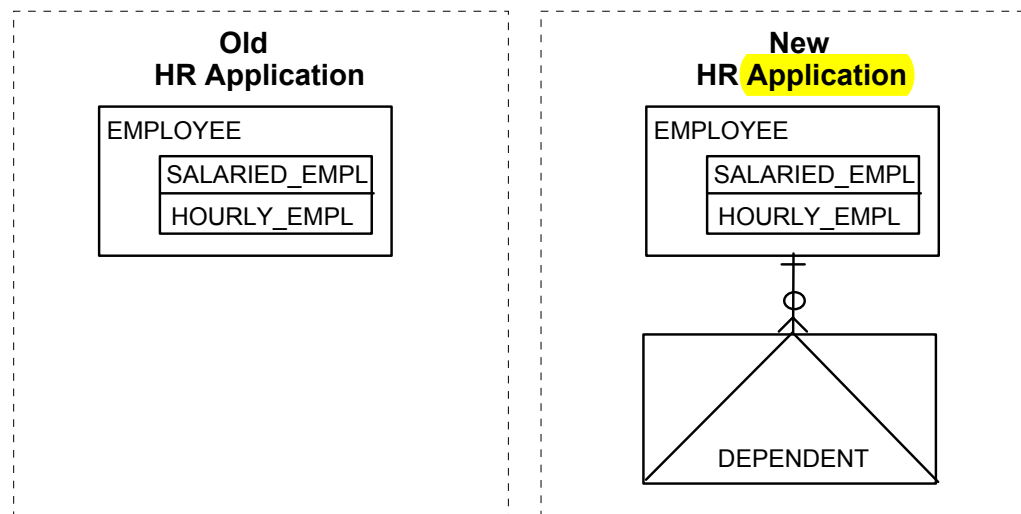 Old
HR Application
EMPLOYEE
SALARIED_EMPL
HOURLY_EMPL
New
HR Application
EMPLOYEE
SALARIED_EMPL
HOURLY_EMPL
DEPENDENT